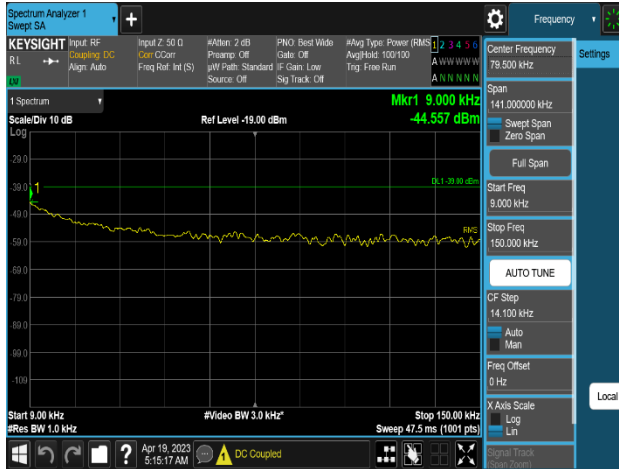 Spectrum Analyzer 1
Swept SA
+
Frequency
KEYSIGHT
RL
Input: RF
Coupling: DC
Align: Auto
Input Z: 50 Ω
Corr CCorr
Freq Ref: Int (S)
#Atten: 2 dB
Preamp: Off
µW Path: Standard
Source: Off
PNO: Best Wide
Gate: Off
IF Gain: Low
Sig Track: Off
#Avg Type: Power (RMS
Avg|Hold: 100/100
Trig: Free Run
1 2 3 4 5 6
A WW WWW
A N N N N N
Center Frequency
79.500 kHz
Settings
Span
141.000000 kHz
Swept Span
Zero Span
Full Span
Start Freq
9.000 kHz
Stop Freq
150.000 kHz
AUTO TUNE
CF Step
14.100 kHz
Auto
Man
Freq Offset
0 Hz
X Axis Scale
Log
Lin
Signal Track
(Span Zoom)
Local
1 Spectrum
Scale/Div 10 dB
Ref Level -19.00 dBm
Mkr1 9.000 kHz
-44.557 dBm
Log
-29.0
-39.0
-49.0
-59.0
-69.0
-79.0
-89.0
-99.0
-109
1
DL1 -39.00 dBm
RMS
Start 9.00 kHz
#Res BW 1.0 kHz
#Video BW 3.0 kHz*
Stop 150.00 kHz
Sweep 47.5 ms (1001 pts)
?
Apr 19, 2023
5:15:17 AM
DC Coupled